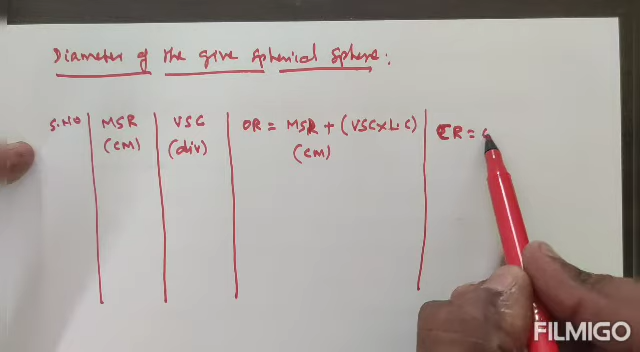 Diameter of the give Spherical Sphere:
S.NO MSR VSC OR = MSR + (VSC×L.C) CR =
(CM) (div) (CM)
FILMIGO